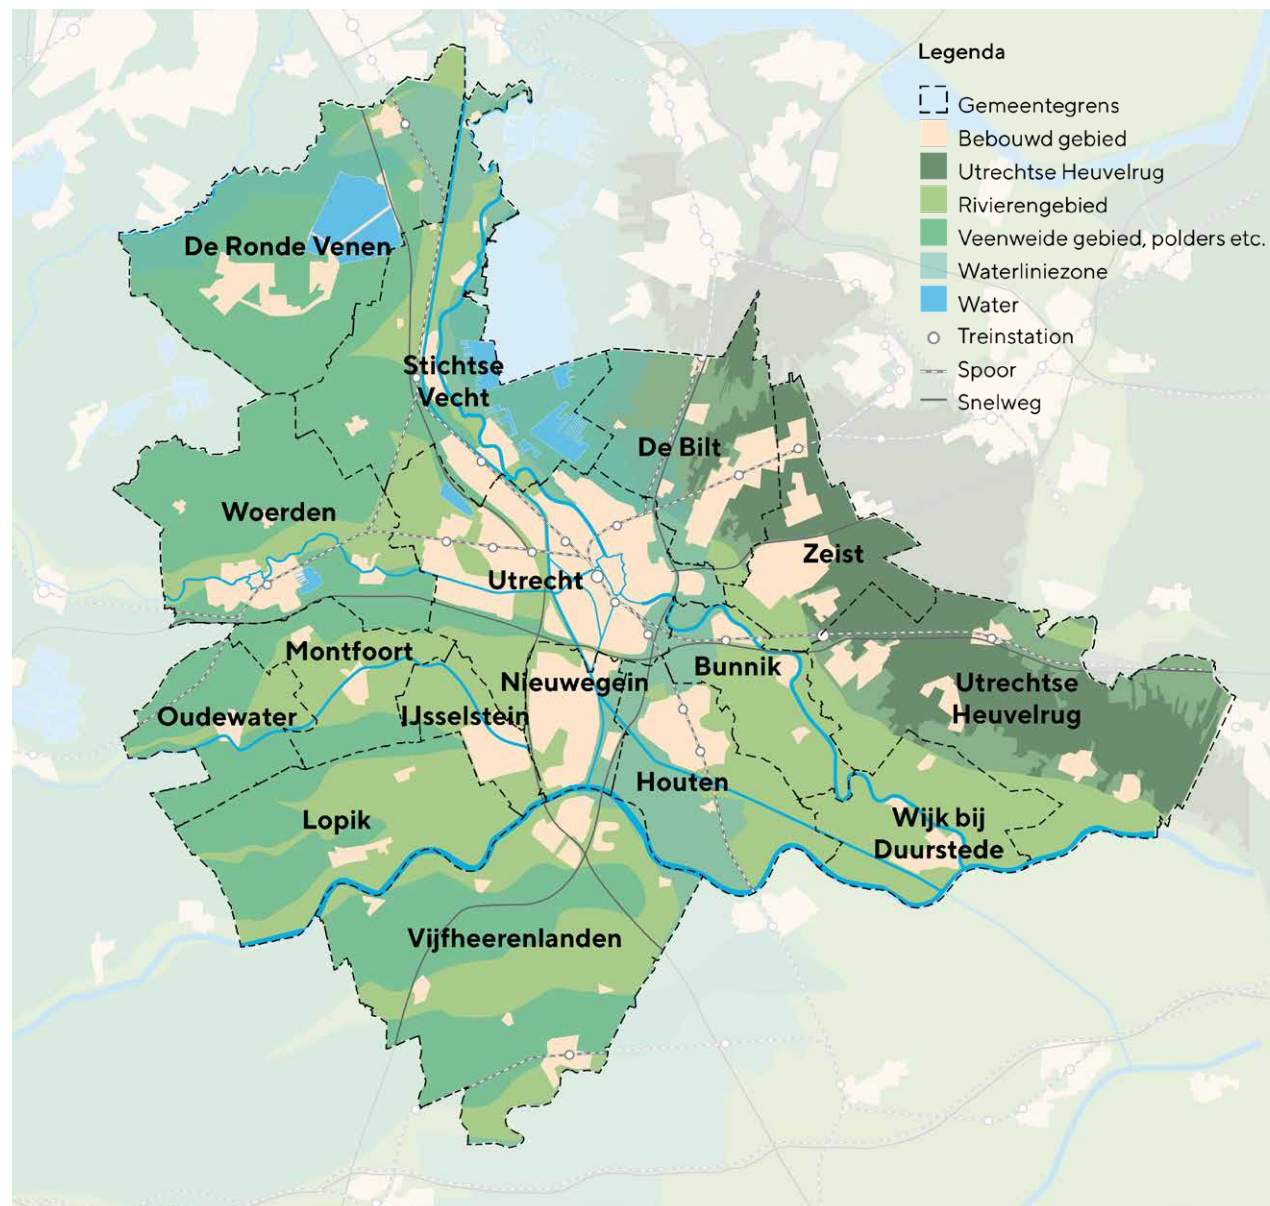 Legenda
Gemeentegrens
Bebouwd gebied
Utrechtse Heuvelrug
Rivierengebied
Veenweide gebied, polders etc.
Waterliniezone
Water
Treinstation
Spoor
Snelweg
De Ronde Venen
Stichtse
Vecht
De Bilt
Woerden
Zeist
Utrecht
Montfoort
Nieuwegein
Bunnik
Utrechtse
Heuvelrug
Oudewater
IJsselstein
Houten
Lopik
Wijk bij
Duurstede
Vijfheerenlanden